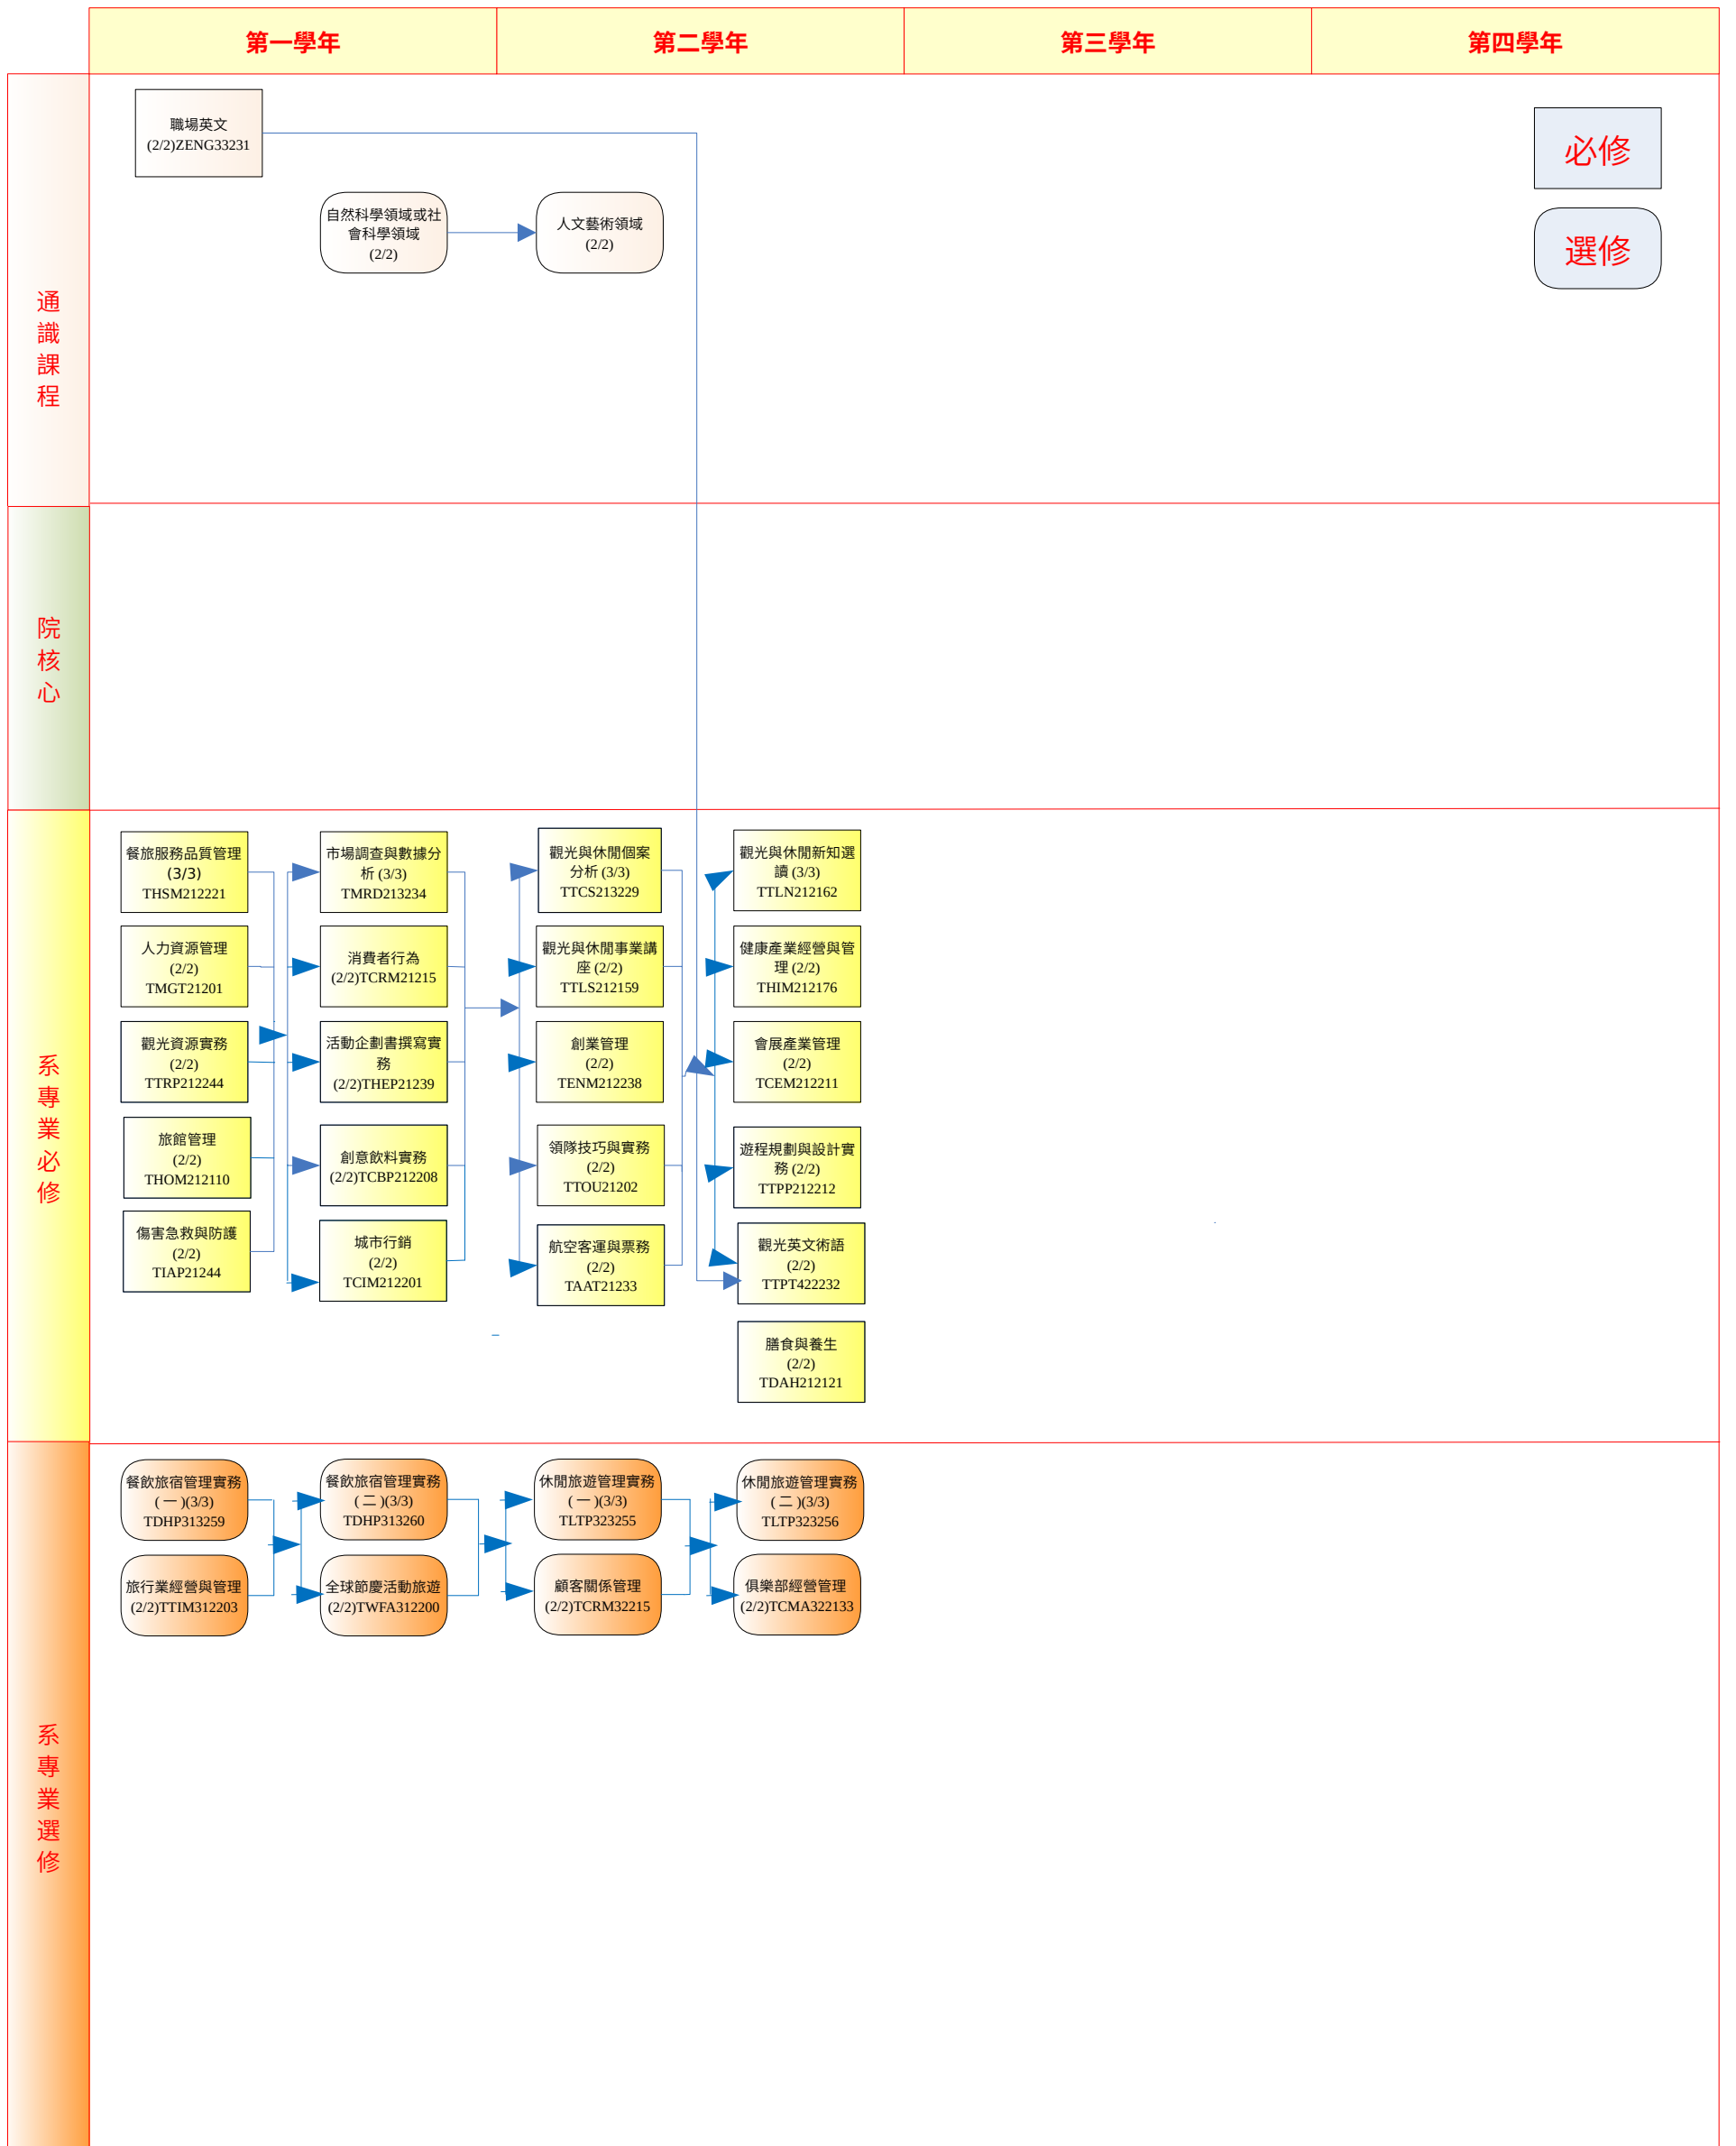 第一學年
第二學年
第三學年
第四學年
通
識
課
程
職場英文
(2/2)ZENG33231
自然科學領域或社
會科學領域
(2/2)
人文藝術領域
(2/2)
必修
選修
院
核
心
系
專
業
必
修
餐旅服務品質管理
(3/3)
THSM212221
人力資源管理
(2/2)
TMGT21201
觀光資源實務
(2/2)
TTRP212244
旅館管理
(2/2)
THOM212110
傷害急救與防護
(2/2)
TIAP21244
市場調查與數據分
析 (3/3)
TMRD213234
消費者行為
(2/2)TCRM21215
活動企劃書撰寫實
務
(2/2)THEP21239
創意飲料實務
(2/2)TCBP212208
城市行銷
(2/2)
TCIM212201
觀光與休閒個案
分析 (3/3)
TTCS213229
觀光與休閒事業講
座 (2/2)
TTLS212159
創業管理
(2/2)
TENM212238
領隊技巧與實務
(2/2)
TTOU21202
航空客運與票務
(2/2)
TAAT21233
觀光與休閒新知選
讀 (3/3)
TTLN212162
健康產業經營與管
理 (2/2)
THIM212176
會展產業管理
(2/2)
TCEM212211
遊程規劃與設計實
務 (2/2)
TTPP212212
觀光英文術語
(2/2)
TTPT422232
膳食與養生
(2/2)
TDAH212121
系
專
業
選
修
餐飲旅宿管理實務
( 一 )(3/3)
TDHP313259
旅行業經營與管理
(2/2)TTIM312203
餐飲旅宿管理實務
( 二 )(3/3)
TDHP313260
全球節慶活動旅遊
(2/2)TWFA312200
休閒旅遊管理實務
( 一 )(3/3)
TLTP323255
顧客關係管理
(2/2)TCRM32215
休閒旅遊管理實務
( 二 )(3/3)
TLTP323256
俱樂部經營管理
(2/2)TCMA322133